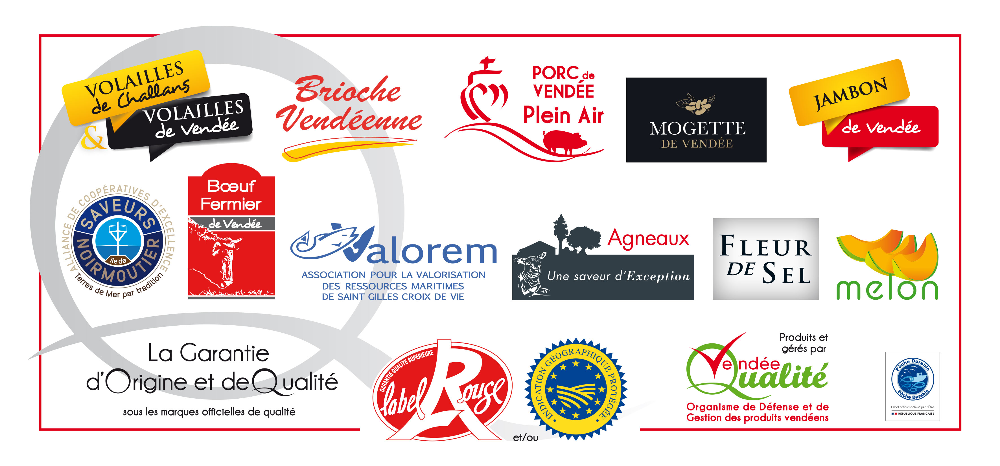 VOLAILLES
de Challans
&
VOLAILLES
de Vendée
Brioche
Vendéenne
PORC de
VENDÉE
Plein Air
MOGETTE
DE VENDÉE
JAMBON
de Vendée
ALLIANCE DE COOPÉRATIVES D'EXCELLENCE
SAVEURS
île de
NOIRMOUTIER
Terres de Mer par tradition
Bœuf
Fermier
de Vendée
Valorem
ASSOCIATION POUR LA VALORISATION
DES RESSOURCES MARITIMES
DE SAINT GILLES CROIX DE VIE
Agneaux
Une saveur d'Exception
FLEUR
DE SEL
melon
La Garantie
d'Origine et de Qualité
sous les marques officielles de qualité
GARANTIE QUALITE SUPERIEURE
label Rouge
et/ou
INDICATION GÉOGRAPHIQUE PROTÉGÉE
Produits et
gérés par
Vendée
Qualité
Organisme de Défense et de
Gestion des produits vendéens
Pêche Durable
Pêche Durable
Label officiel délivré par l'État
RÉPUBLIQUE FRANÇAISE